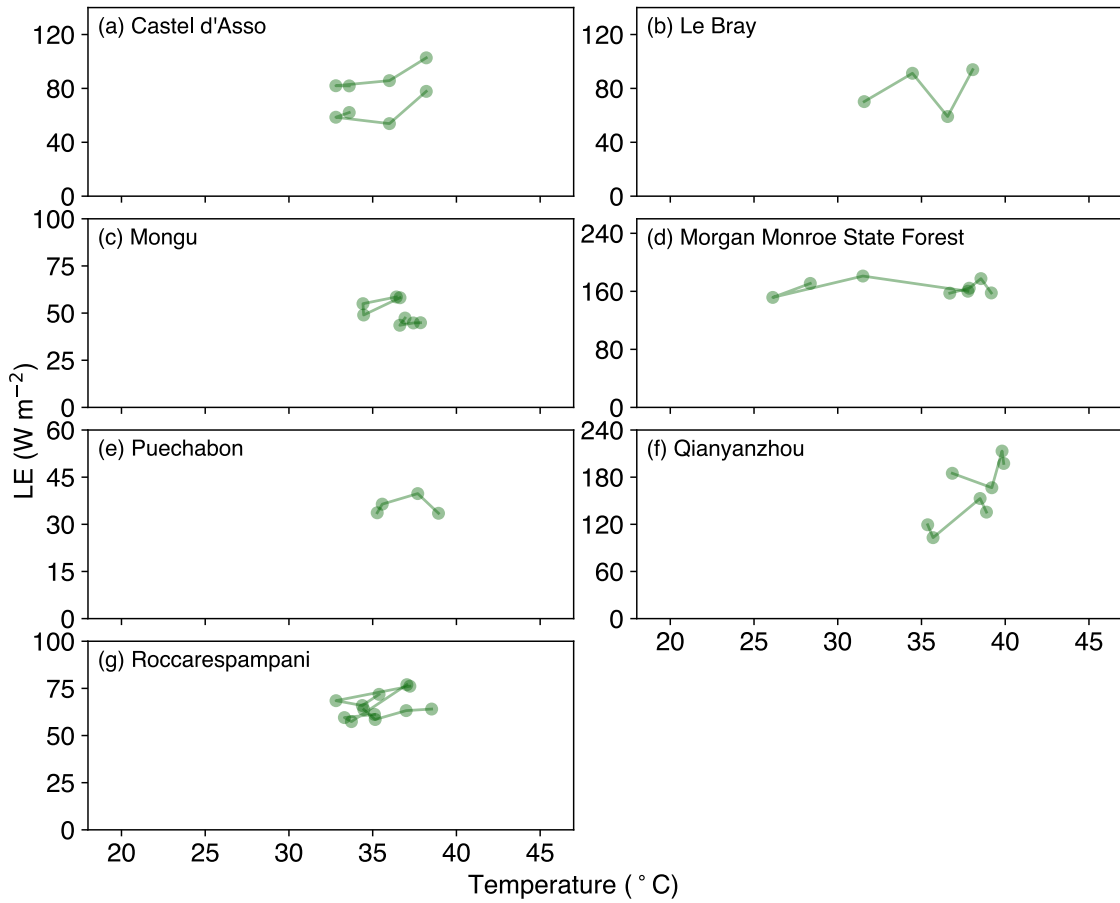 (a) Castel d'Asso
120
80
40
0
(b) Le Bray
120
80
40
0
(c) Mongu
100
75
50
25
0
(d) Morgan Monroe State Forest
240
160
80
0
LE (W m−2)
(e) Puechabon
60
45
30
15
0
(f) Qianyanzhou
240
180
120
60
0
20 25 30 35 40 45
(g) Roccarespampani
100
75
50
25
0
20 25 30 35 40 45
Temperature (°C)